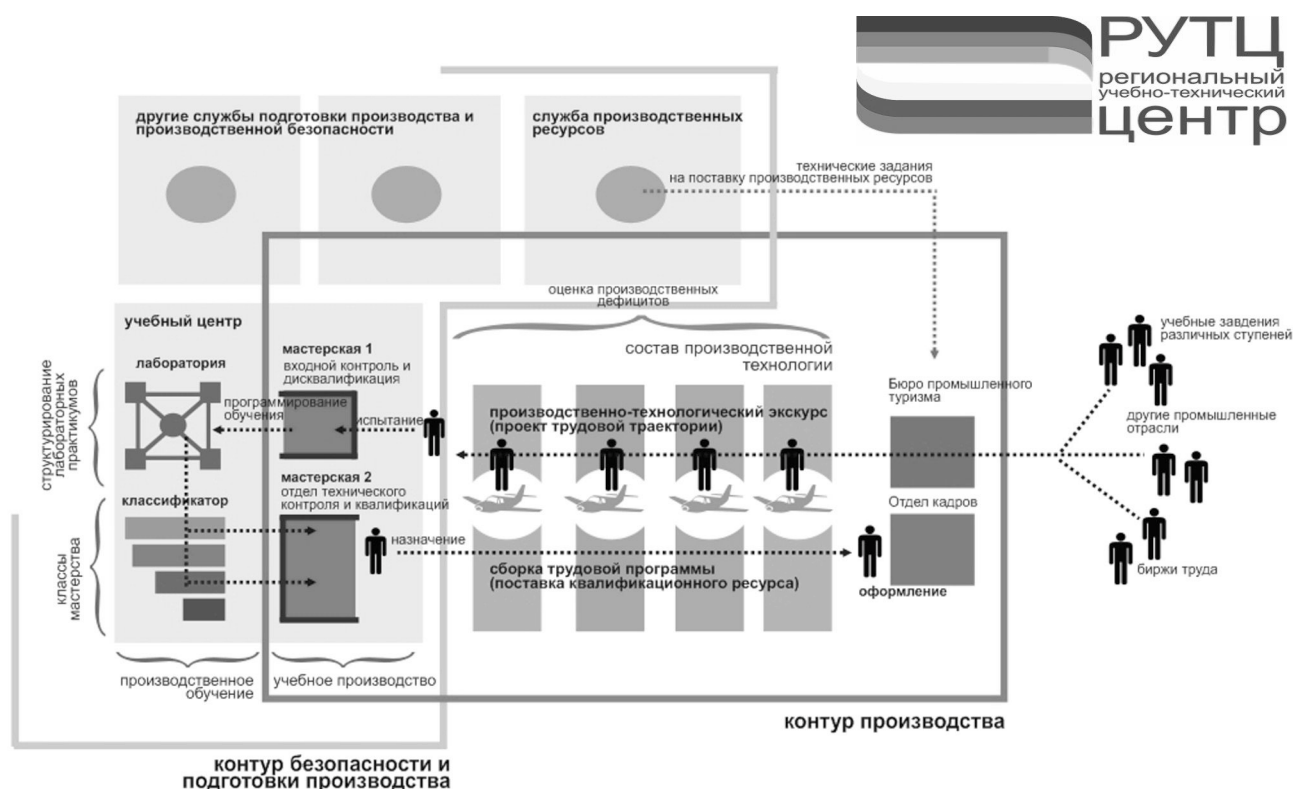 РУТЦ
региональный
учебно-технический
центр
другие службы подготовки производства и
производственной безопасности
служба производственных
ресурсов
технические задания
на поставку производственных ресурсов
оценка производственных
дефицитов
учебный центр
лаборатория
мастерская 1
входной контроль и
дисквалификация
состав производственной
технологии
учебные завдения
различных ступеней
Бюро промышленного
туризма
структурирование
лабораторных
практикумов
программирование
обучения
испытание
производственно-технологический экскурс
(проект трудовой траектории)
другие промышленные
отрасли
мастерская 2
отдел технического
контроля и квалификаций
классификатор
Отдел кадров
классы
мастерства
назначение
сборка трудовой программы
(поставка квалификационного ресурса)
биржи труда
оформление
производственное
обучение
учебное производство
контур производства
контур безопасности и
подготовки производства